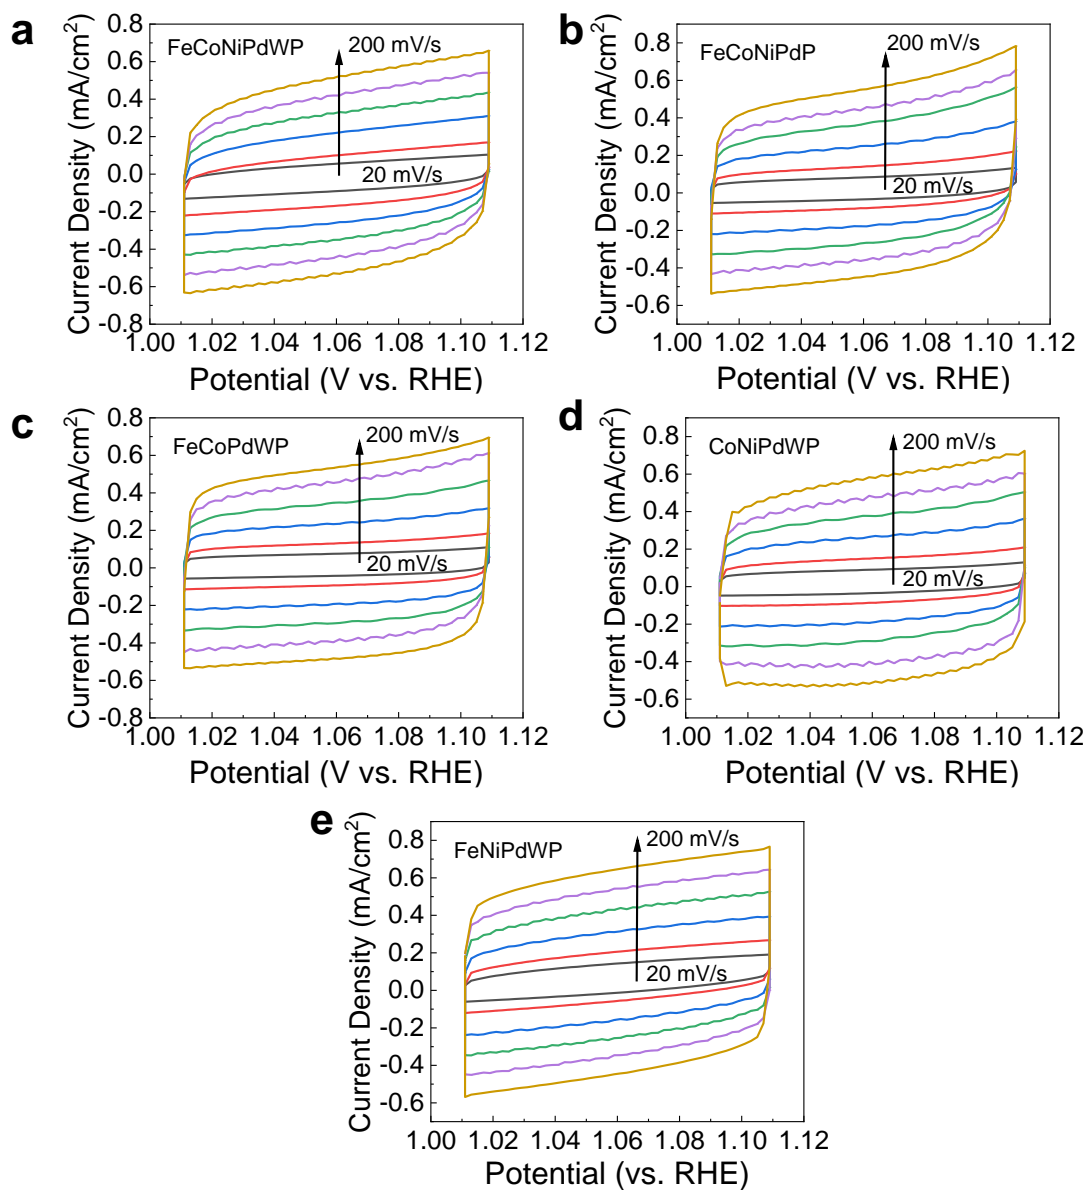 a
FeCoNiPdWP
200 mV/s
20 mV/s
0.8
0.6
0.4
0.2
0.0
-0.2
-0.4
-0.6
-0.8
Current Density (mA/cm²)
1.00 1.02 1.04 1.06 1.08 1.10 1.12
Potential (V vs. RHE)
b
FeCoNiPdP
200 mV/s
20 mV/s
0.8
0.6
0.4
0.2
0.0
-0.2
-0.4
-0.6
Current Density (mA/cm²)
1.00 1.02 1.04 1.06 1.08 1.10 1.12
Potential (V vs. RHE)
c
FeCoPdWP
200 mV/s
20 mV/s
0.8
0.6
0.4
0.2
0.0
-0.2
-0.4
-0.6
-0.8
Current Density (mA/cm²)
1.00 1.02 1.04 1.06 1.08 1.10 1.12
Potential (V vs. RHE)
d
CoNiPdWP
200 mV/s
20 mV/s
0.8
0.6
0.4
0.2
0.0
-0.2
-0.4
-0.6
Current Density (mA/cm²)
1.00 1.02 1.04 1.06 1.08 1.10 1.12
Potential (V vs. RHE)
e
FeNiPdWP
200 mV/s
20 mV/s
0.8
0.6
0.4
0.2
0.0
-0.2
-0.4
-0.6
Current Density (mA/cm²)
1.00 1.02 1.04 1.06 1.08 1.10 1.12
Potential (vs. RHE)